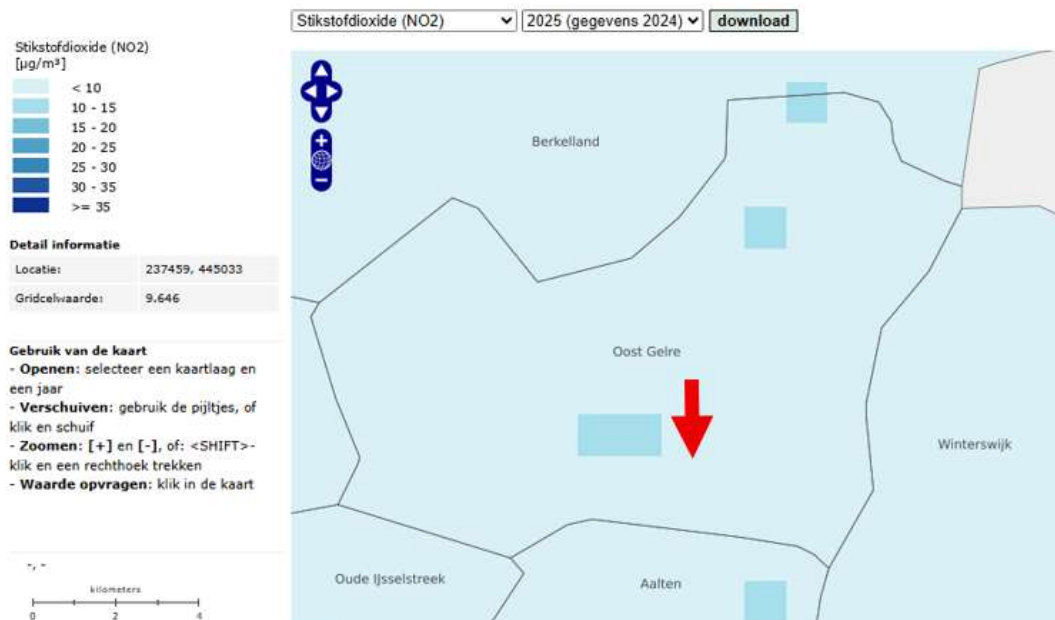 Stikstofdioxide (NO2)
2025 (gegevens 2024)
download
Stikstofdioxide (NO2)
[µg/m³]
< 10
10 - 15
15 - 20
20 - 25
25 - 30
30 - 35
>= 35
Detail informatie
Locatie: 237459, 445033
Gridcelwaarde: 9.646
Gebruik van de kaart
- Openen: selecteer een kaartlaag en
een jaar
- Verschuiven: gebruik de pijltjes, of
klik en schuif
- Zoomen: [+] en [-], of: <SHIFT>-
klik en een rechthoek trekken
- Waarde opvragen: klik in de kaart
-, -
kilometers
0 2 4
+
−
Berkelland
Oost Gelre
Winterswijk
Oude IJsselstreek
Aalten